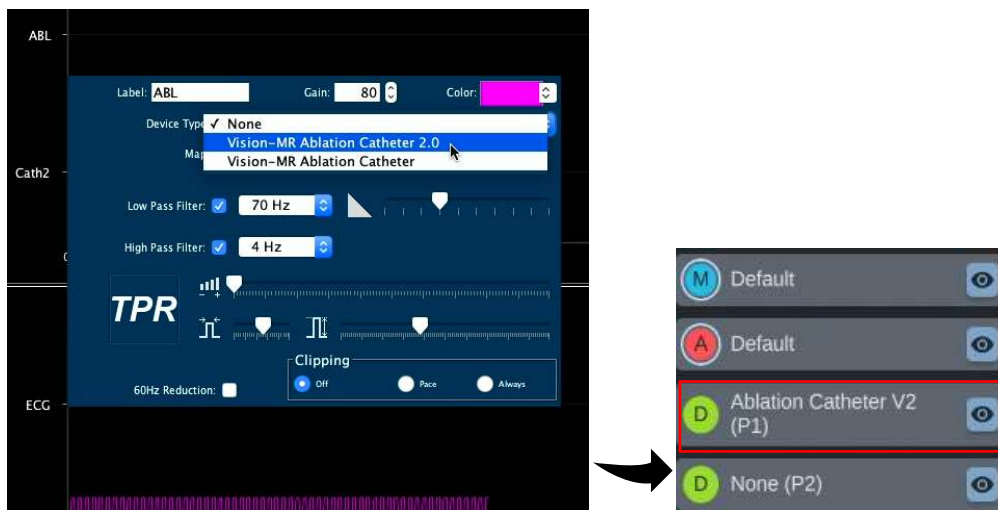 ABL
Label: ABL Gain: 80 Color:
Device Type ✓ None
Vision-MR Ablation Catheter 2.0
Map
Vision-MR Ablation Catheter
Cath2
Low Pass Filter: 70 Hz
High Pass Filter: 4 Hz
TPR
Clipping
60Hz Reduction: Off Pace Always
ECG
M Default
A Default
D Ablation Catheter V2
(P1)
D None (P2)